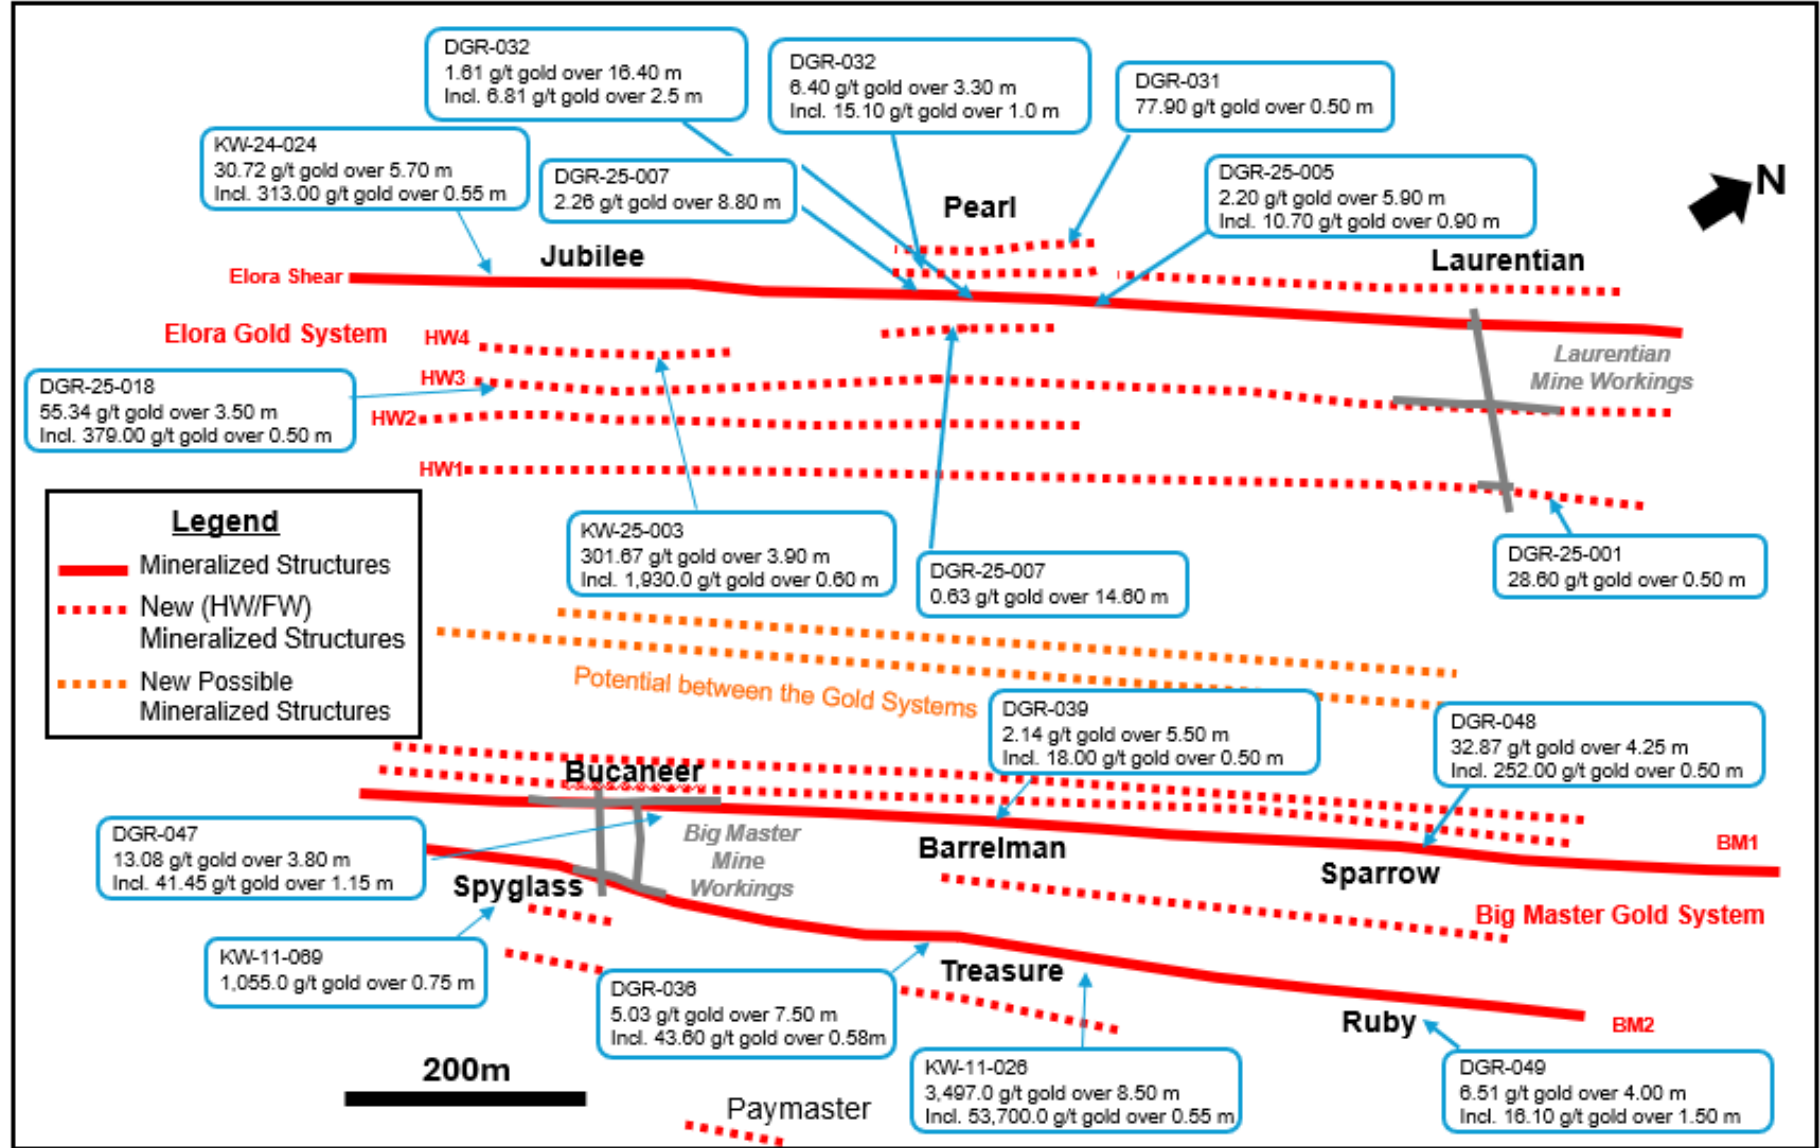 DGR-032
1.61 g/t gold over 16.40 m
Incl. 6.81 g/t gold over 2.5 m
DGR-032
6.40 g/t gold over 3.30 m
Incl. 15.10 g/t gold over 1.0 m
DGR-031
77.90 g/t gold over 0.50 m
KW-24-024
30.72 g/t gold over 5.70 m
Incl. 313.00 g/t gold over 0.55 m
DGR-25-007
2.26 g/t gold over 8.80 m
DGR-25-005
2.20 g/t gold over 5.90 m
Incl. 10.70 g/t gold over 0.90 m
N
Pearl
Jubilee
Laurentian
Elora Shear
Elora Gold System
HW4
HW3
HW2
HW1
Laurentian
Mine Workings
DGR-25-018
55.34 g/t gold over 3.50 m
Incl. 379.00 g/t gold over 0.50 m
Legend
Mineralized Structures
New (HW/FW)
Mineralized Structures
New Possible
Mineralized Structures
KW-25-003
301.67 g/t gold over 3.90 m
Incl. 1,930.0 g/t gold over 0.60 m
DGR-25-007
0.63 g/t gold over 14.60 m
DGR-25-001
28.60 g/t gold over 0.50 m
Potential between the Gold Systems
DGR-039
2.14 g/t gold over 5.50 m
Incl. 18.00 g/t gold over 0.50 m
DGR-048
32.87 g/t gold over 4.25 m
Incl. 252.00 g/t gold over 0.50 m
Bucaneer
DGR-047
13.08 g/t gold over 3.80 m
Incl. 41.45 g/t gold over 1.15 m
Big Master
Mine
Workings
Barrelman
Sparrow
BM1
Spyglass
Big Master Gold System
KW-11-069
1,055.0 g/t gold over 0.75 m
DGR-036
5.03 g/t gold over 7.50 m
Incl. 43.60 g/t gold over 0.58m
Treasure
Ruby
BM2
200m
KW-11-026
3,497.0 g/t gold over 8.50 m
Incl. 53,700.0 g/t gold over 0.55 m
DGR-049
6.51 g/t gold over 4.00 m
Incl. 16.10 g/t gold over 1.50 m
Paymaster